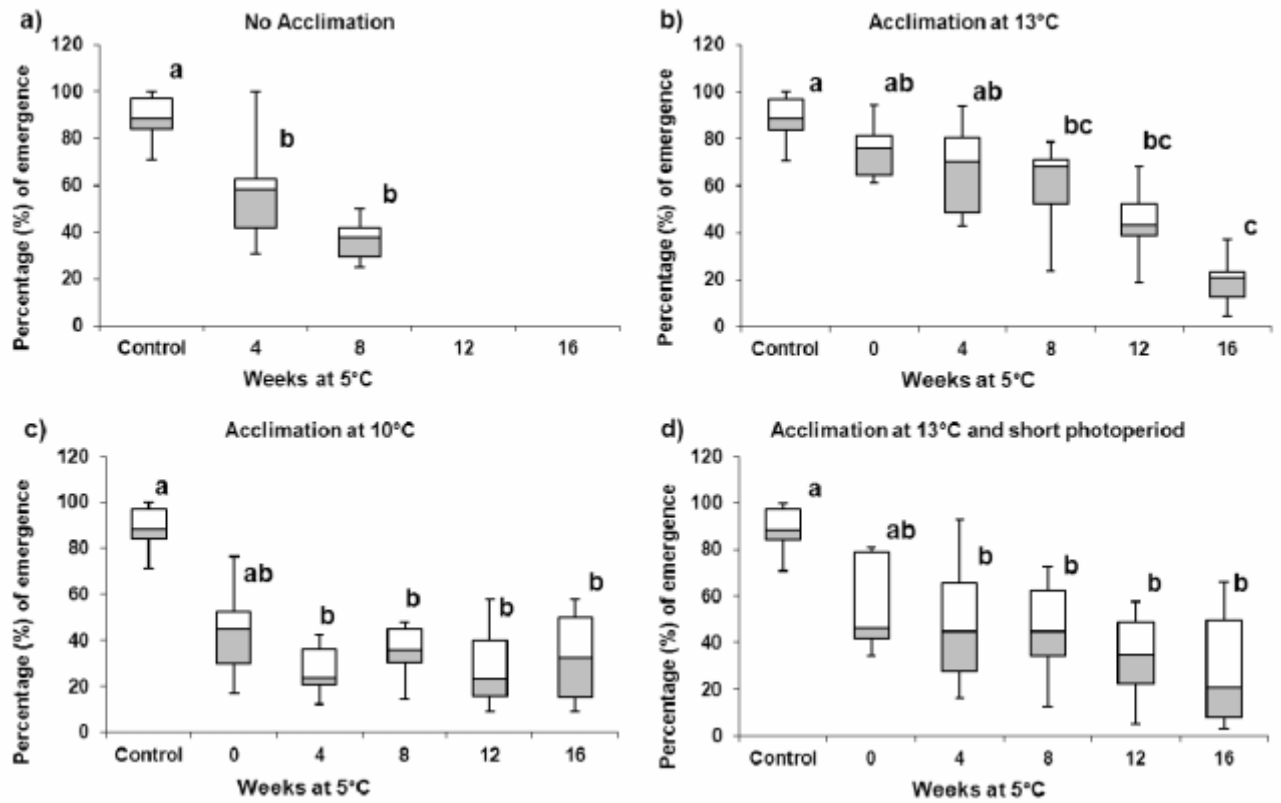 a)
No Acclimation
Percentage (%) of emergence
120
100
80
60
40
20
0
a
b
b
Control 4 8 12 16
Weeks at 5°C
b)
Acclimation at 13°C
Percentage (%) of emergence
120
100
80
60
40
20
0
a
ab
ab
bc
bc
c
Control 0 4 8 12 16
Weeks at 5°C
c)
Acclimation at 10°C
Percentage (%) of emergence
120
100
80
60
40
20
0
a
ab
b
b
b
b
Control 0 4 8 12 16
Weeks at 5°C
d)
Acclimation at 13°C and short photoperiod
Percentage (%) of emergence
120
100
80
60
40
20
0
a
ab
b
b
b
b
Control 0 4 8 12 16
Weeks at 5°C